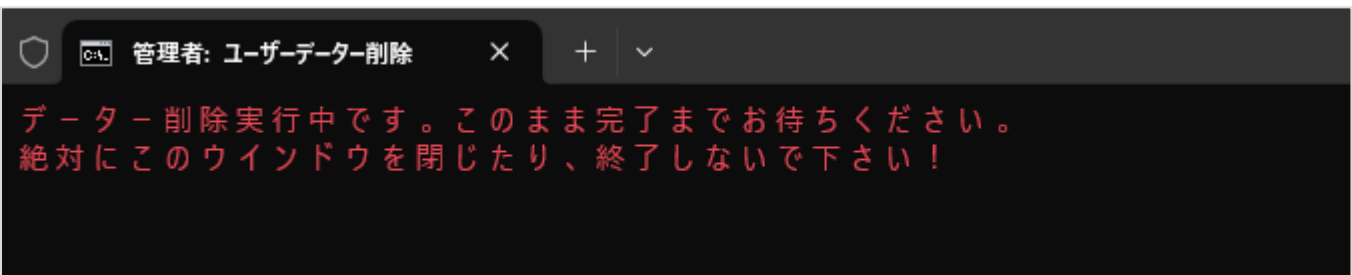 管理者: ユーザーデーター削除
データー削除実行中です。このまま完了までお待ちください。
絶対にこのウインドウを閉じたり、終了しないで下さい！